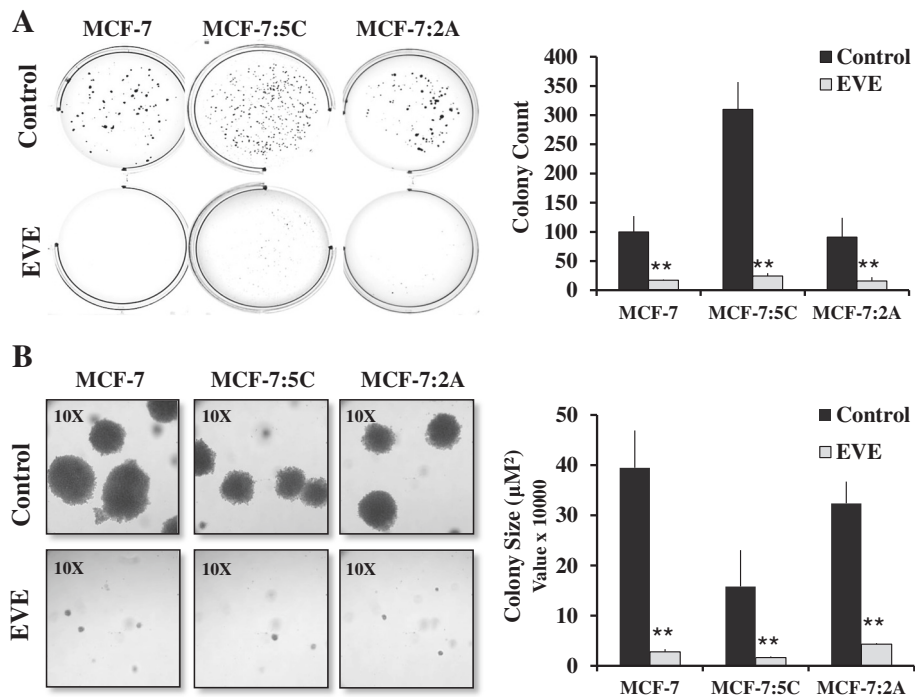 A
MCF-7 MCF-7:5C MCF-7:2A
Control
EVE
Colony Count
400
350
300
250
200
150
100
50
0
Control
EVE
**
**
**
MCF-7 MCF-7:5C MCF-7:2A
B
MCF-7 MCF-7:5C MCF-7:2A
Control
10X 10X 10X
EVE
10X 10X 10X
Colony Size (µM²)
Value x 10000
50
40
30
20
10
0
Control
EVE
**
**
**
MCF-7 MCF-7:5C MCF-7:2A